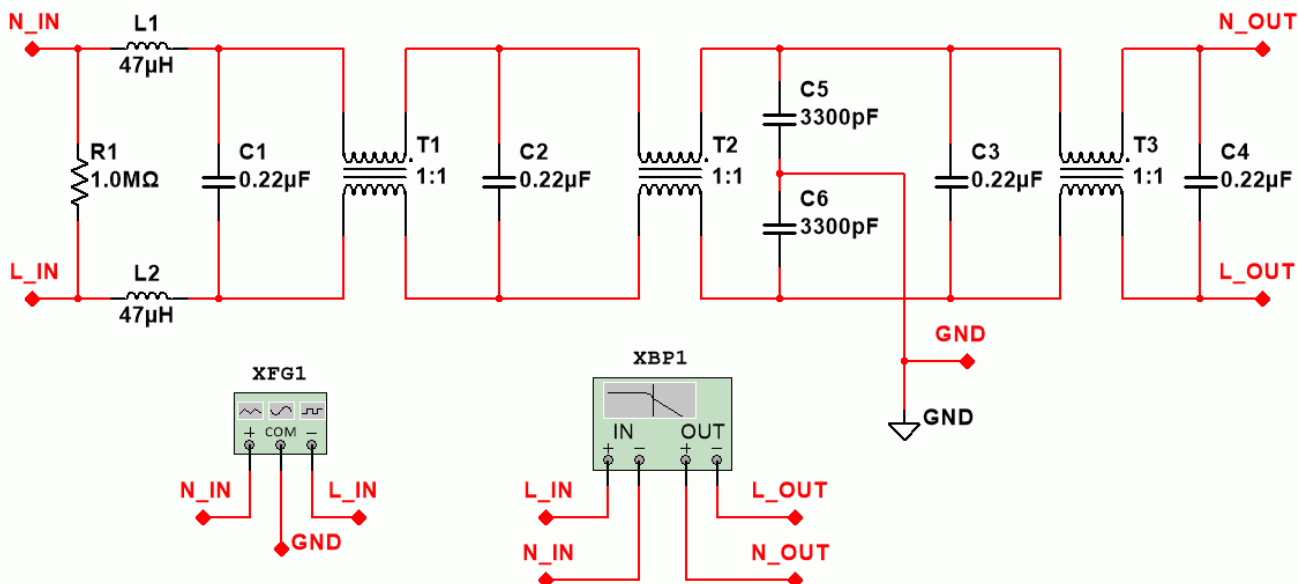 N_IN
L1
N_OUT
47µH
C5
3300pF
R1
1.0MΩ
C1
0.22µF
T1
1:1
C2
0.22µF
T2
1:1
C3
0.22µF
T3
1:1
C4
0.22µF
C6
3300pF
L_IN
L2
L_OUT
47µH
GND
XFG1
XBP1
GND
+ COM −
IN OUT
+ − + −
N_IN
L_IN
L_IN
L_OUT
GND
N_IN
N_OUT